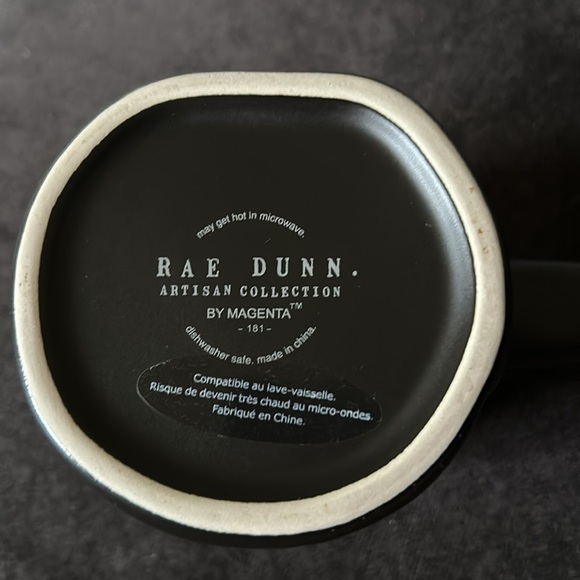 may get hot in microwave.
RAE DUNN.
ARTISAN COLLECTION
BY MAGENTA™
- 181 -
dishwasher safe. made in china.
Compatible au lave-vaisselle.
Risque de devenir très chaud au micro-ondes.
Fabriqué en Chine.